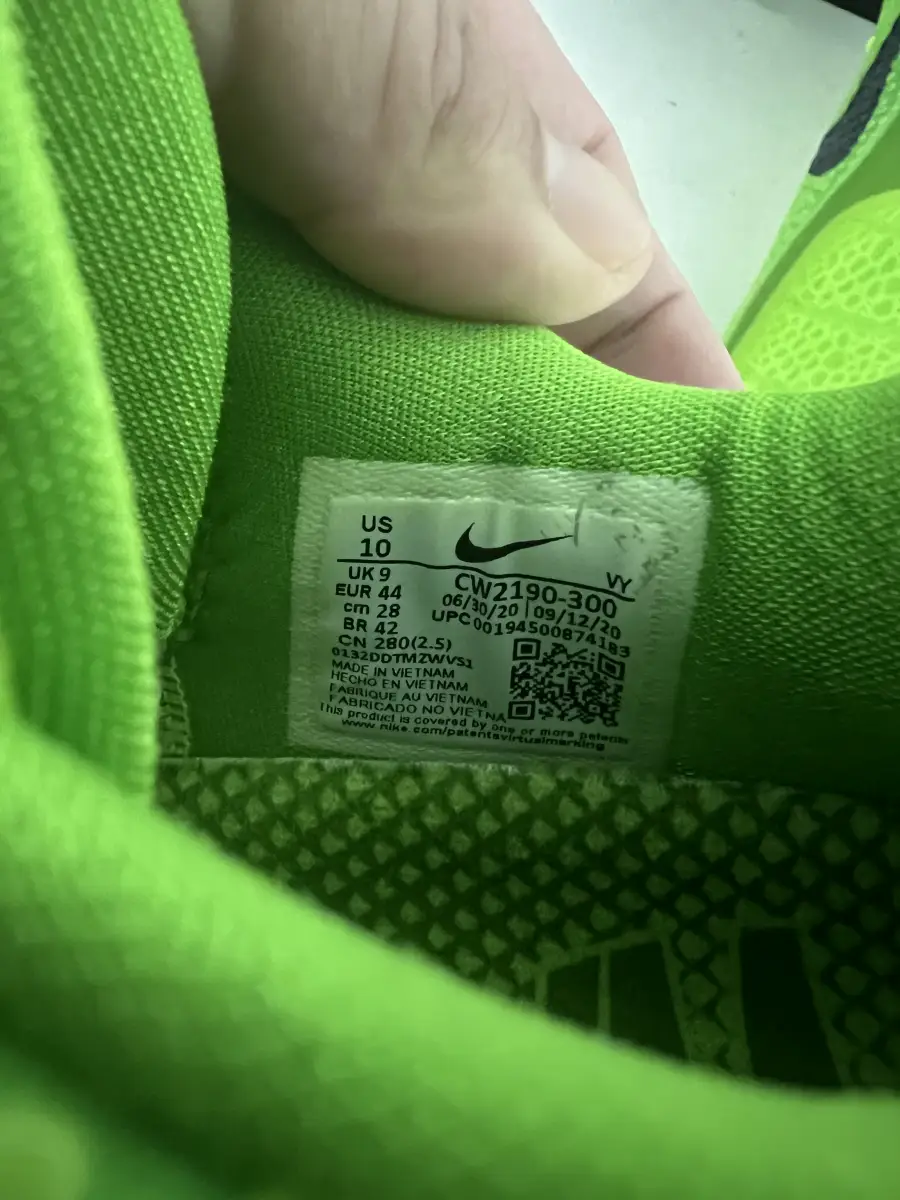 US
10
VY
UK 9
EUR 44
cm 28
BR 42
CN 280(2.5)
CW2190-300
06/30/20 | 09/12/20
UPC 00194500874183
0132DDTMZWVS1
MADE IN VIETNAM
HECHO EN VIETNAM
FABRIQUE AU VIETNAM
FABRICADO NO VIETNA
This product is covered by one or more patents
www.nike.com/patentsvirtualmarking